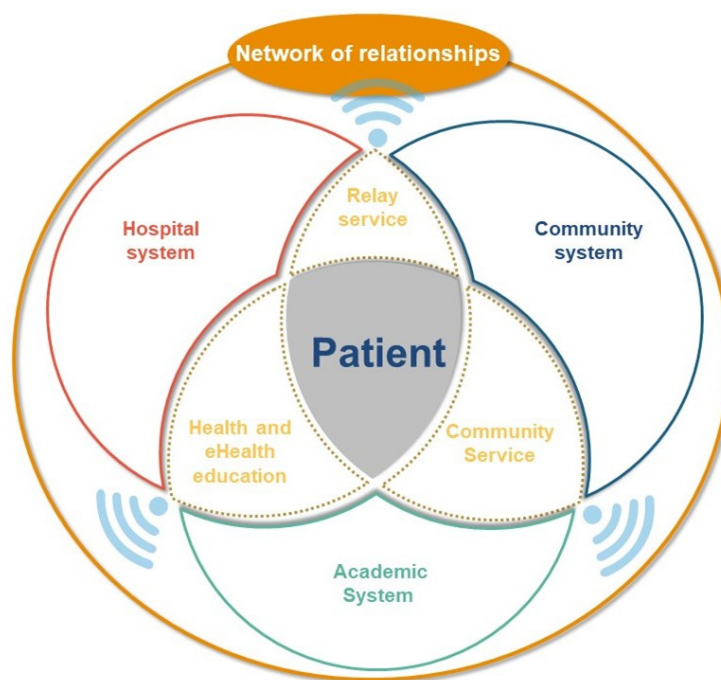 Network of relationships
Relay
service
Hospital
system
Community
system
Patient
Health and
eHealth
education
Community
Service
Academic
System